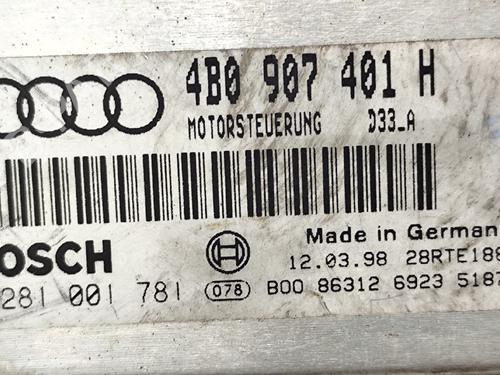 4B0 907 401 H
MOTORSTEUERUNG D33_A
OSCH
Made in German
12.03.98 28RTE188
281 001 781 078 B00 86312 6923 5187